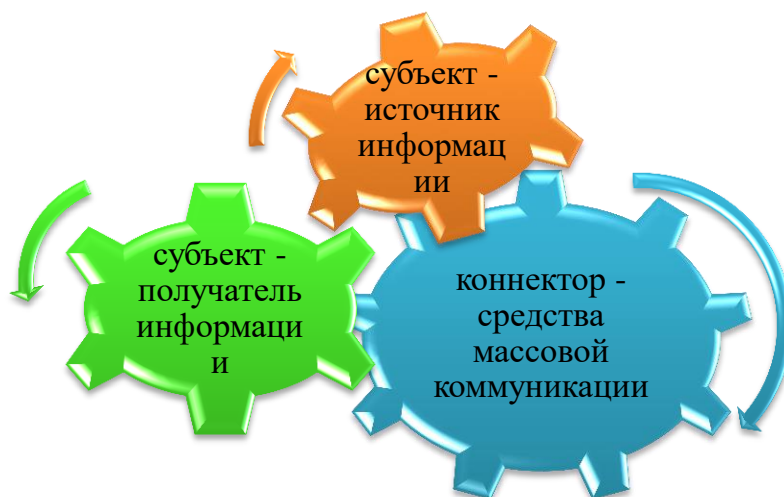 субъект -
источник
информац
ии
субъект -
получатель
информаци
и
коннектор -
средства
массовой
коммуникации